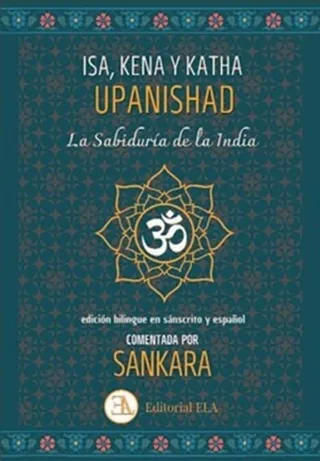 ISA, KENA Y KATHA
UPANISHAD
La Sabiduría de la India
ॐ
edición bilingue en sánscrito y español
COMENTADA POR
SANKARA
ELA Editorial ELA